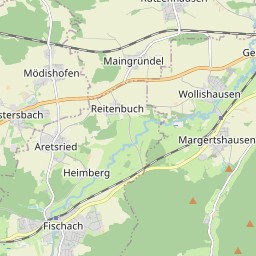 Maingründel
Mödishofen
Wollishausen
Reitenbuch
Margertshausen
Aretsried
Heimberg
Fischach